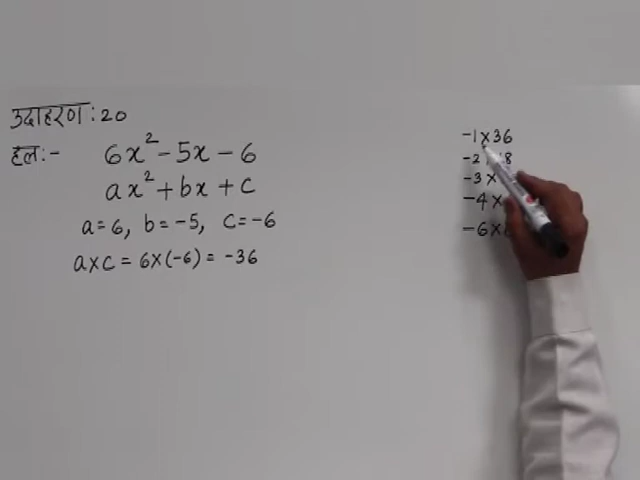 उदाहरण: 20
हल:- 6x² - 5x - 6
ax² + bx + c
a = 6, b = -5, c = -6
a×c = 6×(-6) = -36
-1×36
-2 8
-3 ×
-4 ×
-6×